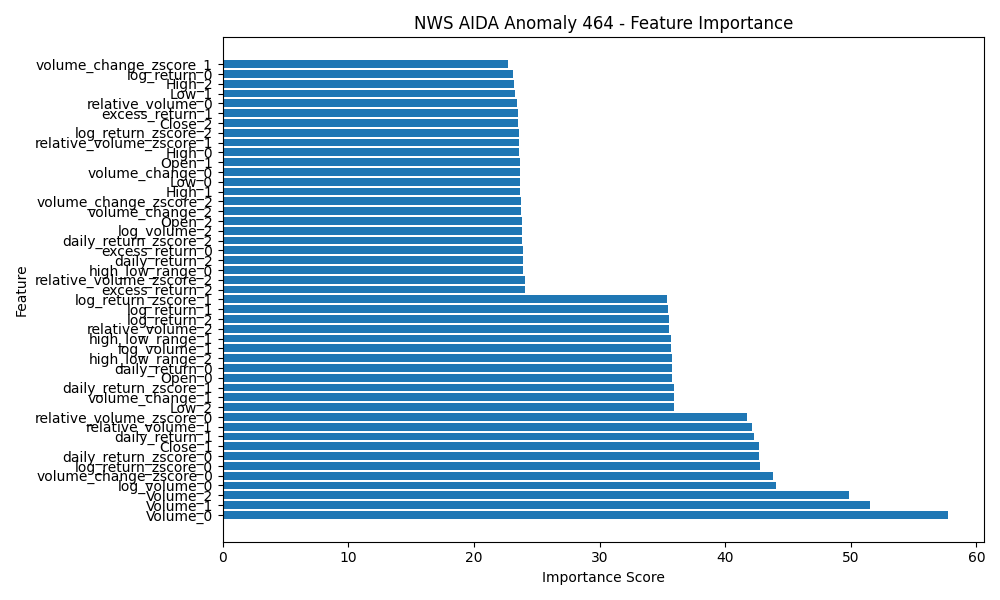 NWS AIDA Anomaly 464 - Feature Importance
volume_change_zscore_1
log_return_0
High_2
Low_1
relative_volume_0
excess_return_1
Close_2
log_return_zscore_2
relative_volume_zscore_1
High_0
Open_1
volume_change_0
Low_0
High_1
volume_change_zscore_2
volume_change_2
Open_2
log_volume_2
daily_return_zscore_2
excess_return_0
daily_return_2
high_low_range_0
relative_volume_zscore_2
excess_return_2
log_return_zscore_1
log_return_1
log_return_2
relative_volume_2
high_low_range_1
log_volume_1
high_low_range_2
daily_return_0
Open_0
daily_return_zscore_1
volume_change_1
Low_2
relative_volume_zscore_0
relative_volume_1
daily_return_1
Close_1
daily_return_zscore_0
log_return_zscore_0
volume_change_zscore_0
log_volume_0
Volume_2
Volume_1
Volume_0
Feature
0 10 20 30 40 50 60
Importance Score